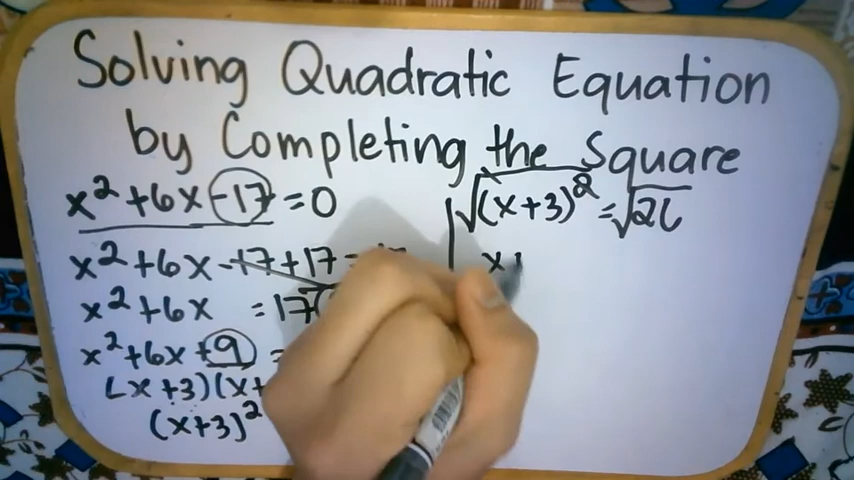 Solving Quadratic Equation
by Completing the Square
x² + 6x - 17 = 0
x² + 6x - 17 + 17 =
x² + 6x = 17
x² + 6x + 9 =
(x + 3)(x +
(x + 3)²
√(x + 3)² = √26
x